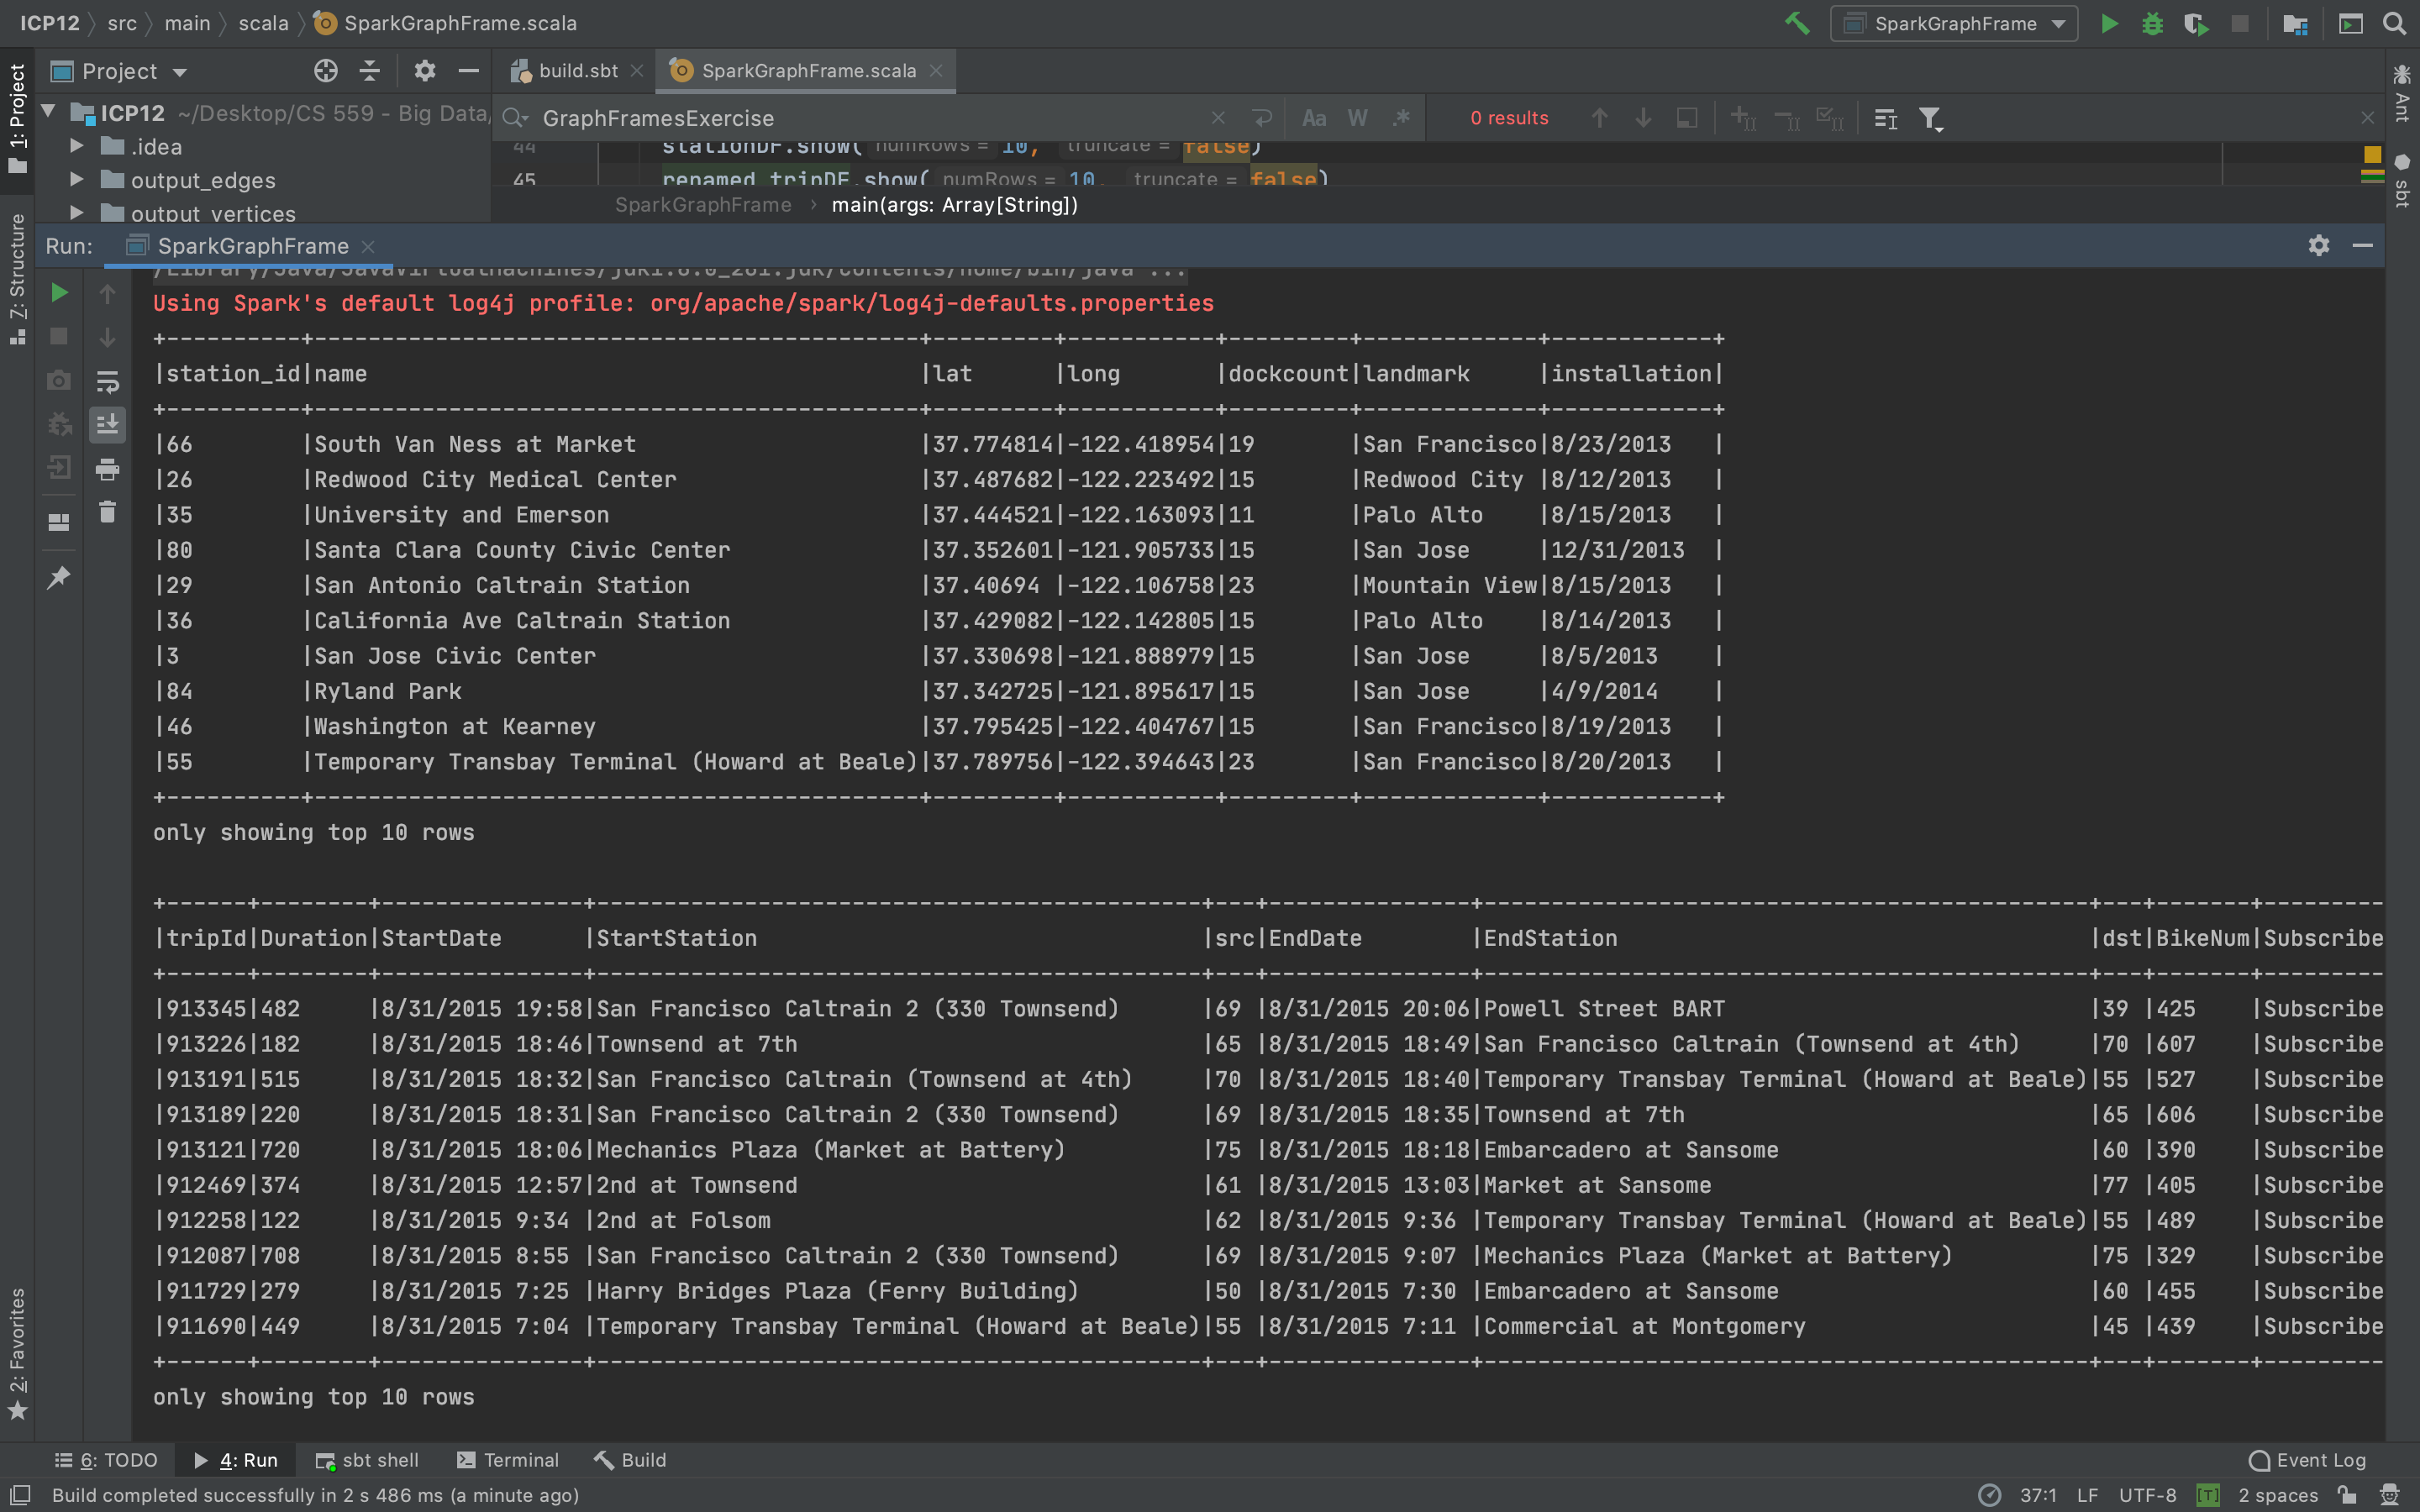 ICP12 src main scala SparkGraphFrame.scala SparkGraphFrame
Project build.sbt SparkGraphFrame.scala
1: Project
ICP12 ~/Desktop/CS 559 - Big Data/ GraphFramesExercise Aa W .* 0 results Ant
.idea 44 stationDF.show( numRows = 10, truncate = false)
output_edges 45 renamed_tripDF.show( numRows = 10, truncate = false)
output_vertices SparkGraphFrame main(args: Array[String]) sbt
7: Structure
Run: SparkGraphFrame
/Library/Java/JavaVirtualMachines/jdk1.8.0_261.jdk/Contents/Home/bin/java ...
Using Spark's default log4j profile: org/apache/spark/log4j-defaults.properties
+----------+---------------------------------------------+---------+-----------+---------+-------------+------------+
|station_id|name                                         |lat      |long       |dockcount|landmark     |installation|
+----------+---------------------------------------------+---------+-----------+---------+-------------+------------+
|66        |South Van Ness at Market                     |37.774814|-122.418954|19       |San Francisco|8/23/2013   |
|26        |Redwood City Medical Center                  |37.487682|-122.223492|15       |Redwood City |8/12/2013   |
|35        |University and Emerson                       |37.444521|-122.163093|11       |Palo Alto    |8/15/2013   |
|80        |Santa Clara County Civic Center              |37.352601|-121.905733|15       |San Jose     |12/31/2013  |
|29        |San Antonio Caltrain Station                 |37.40694 |-122.106758|23       |Mountain View|8/15/2013   |
|36        |California Ave Caltrain Station              |37.429082|-122.142805|15       |Palo Alto    |8/14/2013   |
|3         |San Jose Civic Center                        |37.330698|-121.888979|15       |San Jose     |8/5/2013    |
|84        |Ryland Park                                  |37.342725|-121.895617|15       |San Jose     |4/9/2014    |
|46        |Washington at Kearney                        |37.795425|-122.404767|15       |San Francisco|8/19/2013   |
|55        |Temporary Transbay Terminal (Howard at Beale)|37.789756|-122.394643|23       |San Francisco|8/20/2013   |
+----------+---------------------------------------------+---------+-----------+---------+-------------+------------+
only showing top 10 rows
+------+--------+---------------+---------------------------------------------+---+---------------+---------------------------------------------+---+-------+---------
|tripId|Duration|StartDate      |StartStation                                 |src|EndDate        |EndStation                                   |dst|BikeNum|Subscribe
+------+--------+---------------+---------------------------------------------+---+---------------+---------------------------------------------+---+-------+---------
|913345|482     |8/31/2015 19:58|San Francisco Caltrain 2 (330 Townsend)      |69 |8/31/2015 20:06|Powell Street BART                           |39 |425    |Subscribe
|913226|182     |8/31/2015 18:46|Townsend at 7th                              |65 |8/31/2015 18:49|San Francisco Caltrain (Townsend at 4th)     |70 |607    |Subscribe
|913191|515     |8/31/2015 18:32|San Francisco Caltrain (Townsend at 4th)     |70 |8/31/2015 18:40|Temporary Transbay Terminal (Howard at Beale)|55 |527    |Subscribe
|913189|220     |8/31/2015 18:31|San Francisco Caltrain 2 (330 Townsend)      |69 |8/31/2015 18:35|Townsend at 7th                              |65 |606    |Subscribe
|913121|720     |8/31/2015 18:06|Mechanics Plaza (Market at Battery)          |75 |8/31/2015 18:18|Embarcadero at Sansome                       |60 |390    |Subscribe
|912469|374     |8/31/2015 12:57|2nd at Townsend                              |61 |8/31/2015 13:03|Market at Sansome                            |77 |405    |Subscribe
|912258|122     |8/31/2015 9:34 |2nd at Folsom                                |62 |8/31/2015 9:36 |Temporary Transbay Terminal (Howard at Beale)|55 |489    |Subscribe
|912087|708     |8/31/2015 8:55 |San Francisco Caltrain 2 (330 Townsend)      |69 |8/31/2015 9:07 |Mechanics Plaza (Market at Battery)          |75 |329    |Subscribe
|911729|279     |8/31/2015 7:25 |Harry Bridges Plaza (Ferry Building)         |50 |8/31/2015 7:30 |Embarcadero at Sansome                       |60 |455    |Subscribe
|911690|449     |8/31/2015 7:04 |Temporary Transbay Terminal (Howard at Beale)|55 |8/31/2015 7:11 |Commercial at Montgomery                     |45 |439    |Subscribe
+------+--------+---------------+---------------------------------------------+---+---------------+---------------------------------------------+---+-------+---------
only showing top 10 rows
2: Favorites
6: TODO 4: Run sbt shell Terminal Build Event Log
Build completed successfully in 2 s 486 ms (a minute ago) 37:1 LF UTF-8 [T] 2 spaces